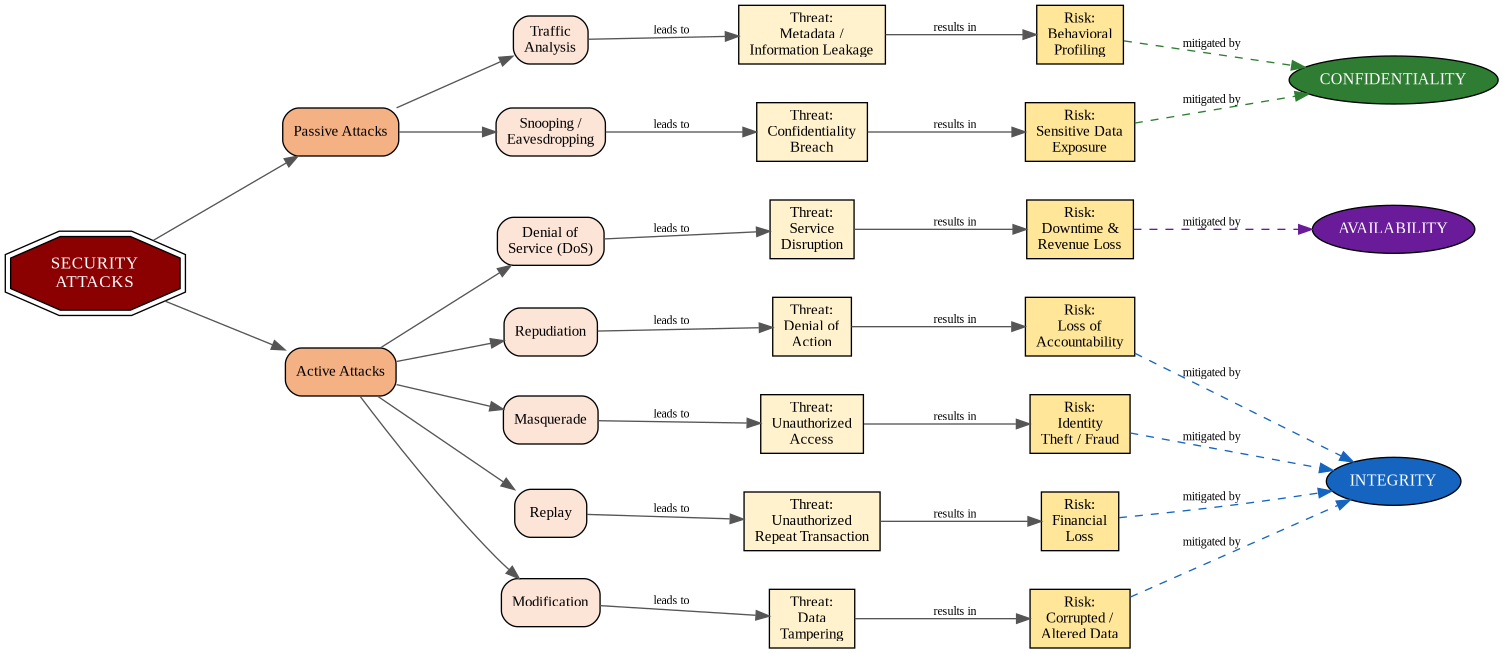 SECURITY
ATTACKS
Passive Attacks
Active Attacks
Traffic
Analysis
leads to
Threat:
Metadata /
Information Leakage
results in
Risk:
Behavioral
Profiling
mitigated by
CONFIDENTIALITY
Snooping /
Eavesdropping
leads to
Threat:
Confidentiality
Breach
results in
Risk:
Sensitive Data
Exposure
mitigated by
Denial of
Service (DoS)
leads to
Threat:
Service
Disruption
results in
Risk:
Downtime &
Revenue Loss
mitigated by
AVAILABILITY
Repudiation
leads to
Threat:
Denial of
Action
results in
Risk:
Loss of
Accountability
mitigated by
Masquerade
leads to
Threat:
Unauthorized
Access
results in
Risk:
Identity
Theft / Fraud
mitigated by
INTEGRITY
Replay
leads to
Threat:
Unauthorized
Repeat Transaction
results in
Risk:
Financial
Loss
mitigated by
Modification
leads to
Threat:
Data
Tampering
results in
Risk:
Corrupted /
Altered Data
mitigated by